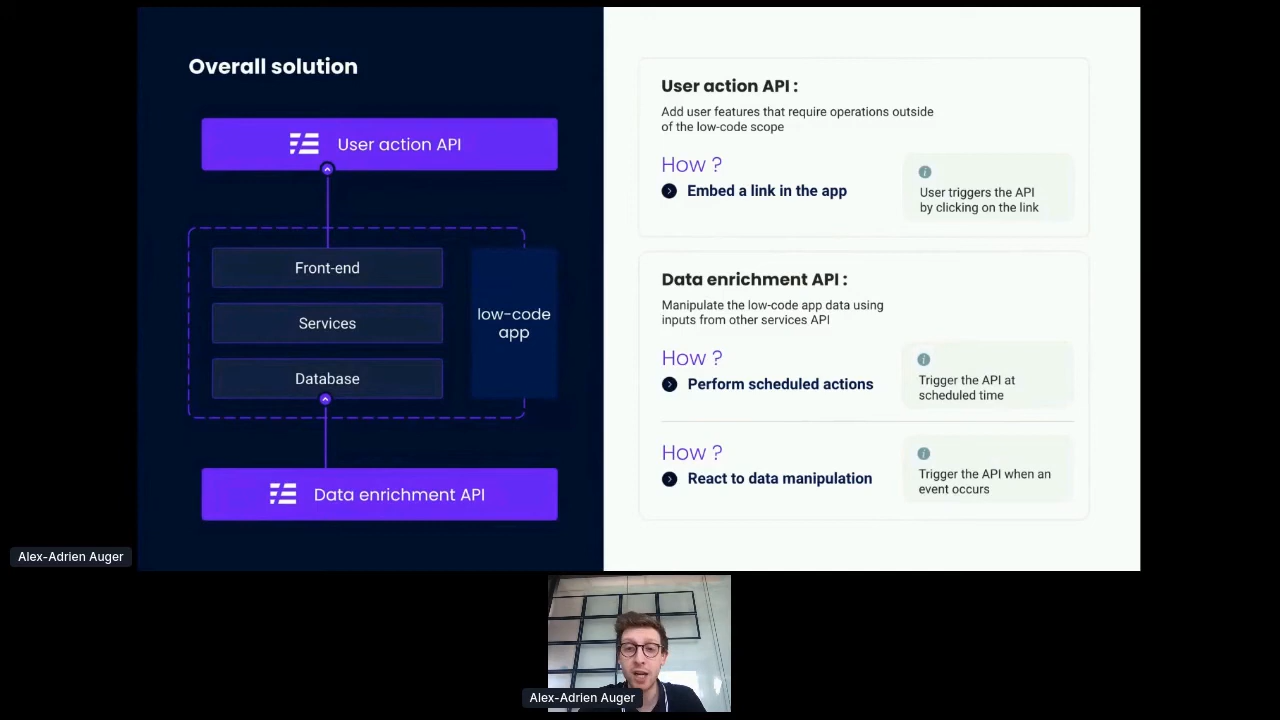 Overall solution
User action API
Front-end
Services
Database
low-code
app
Data enrichment API
User action API :
Add user features that require operations outside
of the low-code scope
How ?
Embed a link in the app
User triggers the API
by clicking on the link
Data enrichment API :
Manipulate the low-code app data using
inputs from other services API
How ?
Perform scheduled actions
Trigger the API at
scheduled time
How ?
React to data manipulation
Trigger the API when an
event occurs
Alex-Adrien Auger
Alex-Adrien Auger